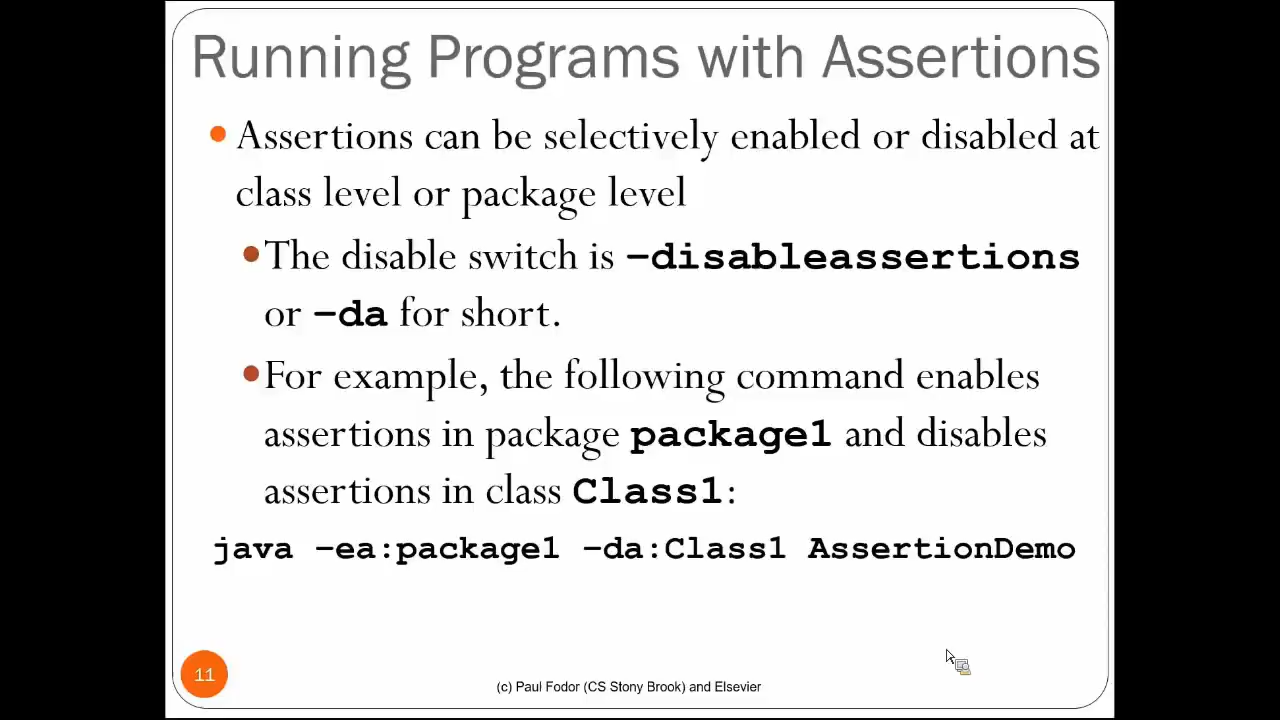 Running Programs with Assertions
Assertions can be selectively enabled or disabled at
class level or package level
The disable switch is –disableassertions
or –da for short.
For example, the following command enables
assertions in package package1 and disables
assertions in class Class1:
java –ea:package1 –da:Class1 AssertionDemo
11
(c) Paul Fodor (CS Stony Brook) and Elsevier